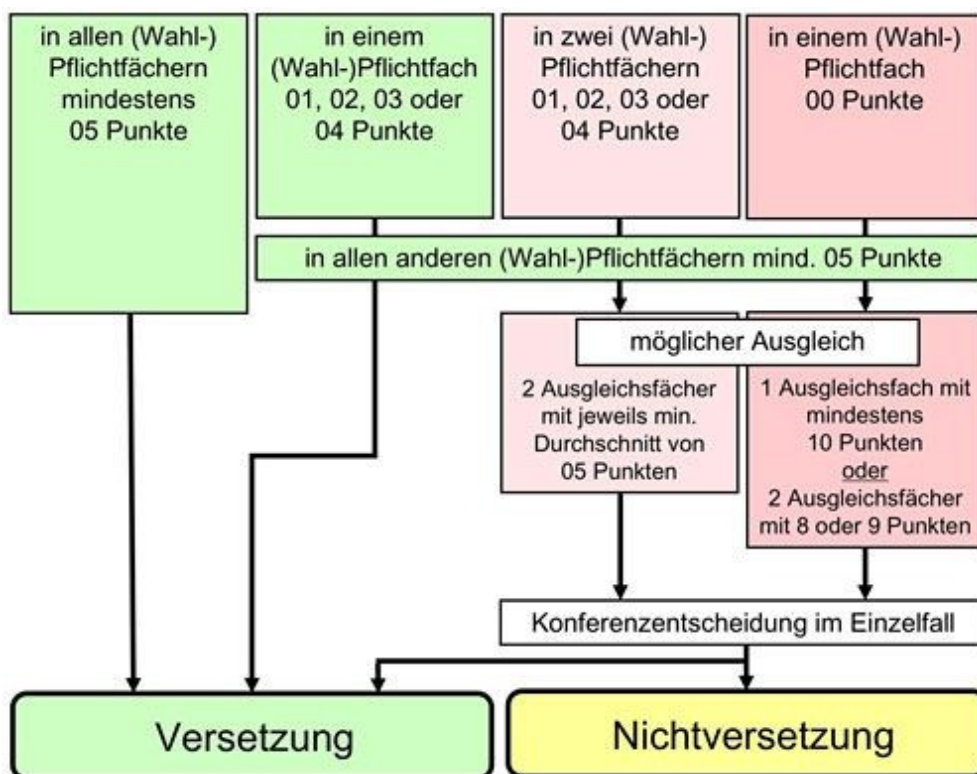 in allen (Wahl-)
Pflichtfächern
mindestens
05 Punkte
in einem
(Wahl-)Pflichtfach
01, 02, 03 oder
04 Punkte
in zwei (Wahl-)
Pflichtfächern
01, 02, 03 oder
04 Punkte
in einem (Wahl-)
Pflichtfach
00 Punkte
in allen anderen (Wahl-)Pflichtfächern mind. 05 Punkte
möglicher Ausgleich
2 Ausgleichsfächer
mit jeweils min.
Durchschnitt von
05 Punkten
1 Ausgleichsfach mit
mindestens
10 Punkten
oder
2 Ausgleichsfächer
mit 8 oder 9 Punkten
Konferenzentscheidung im Einzelfall
Versetzung
Nichtversetzung